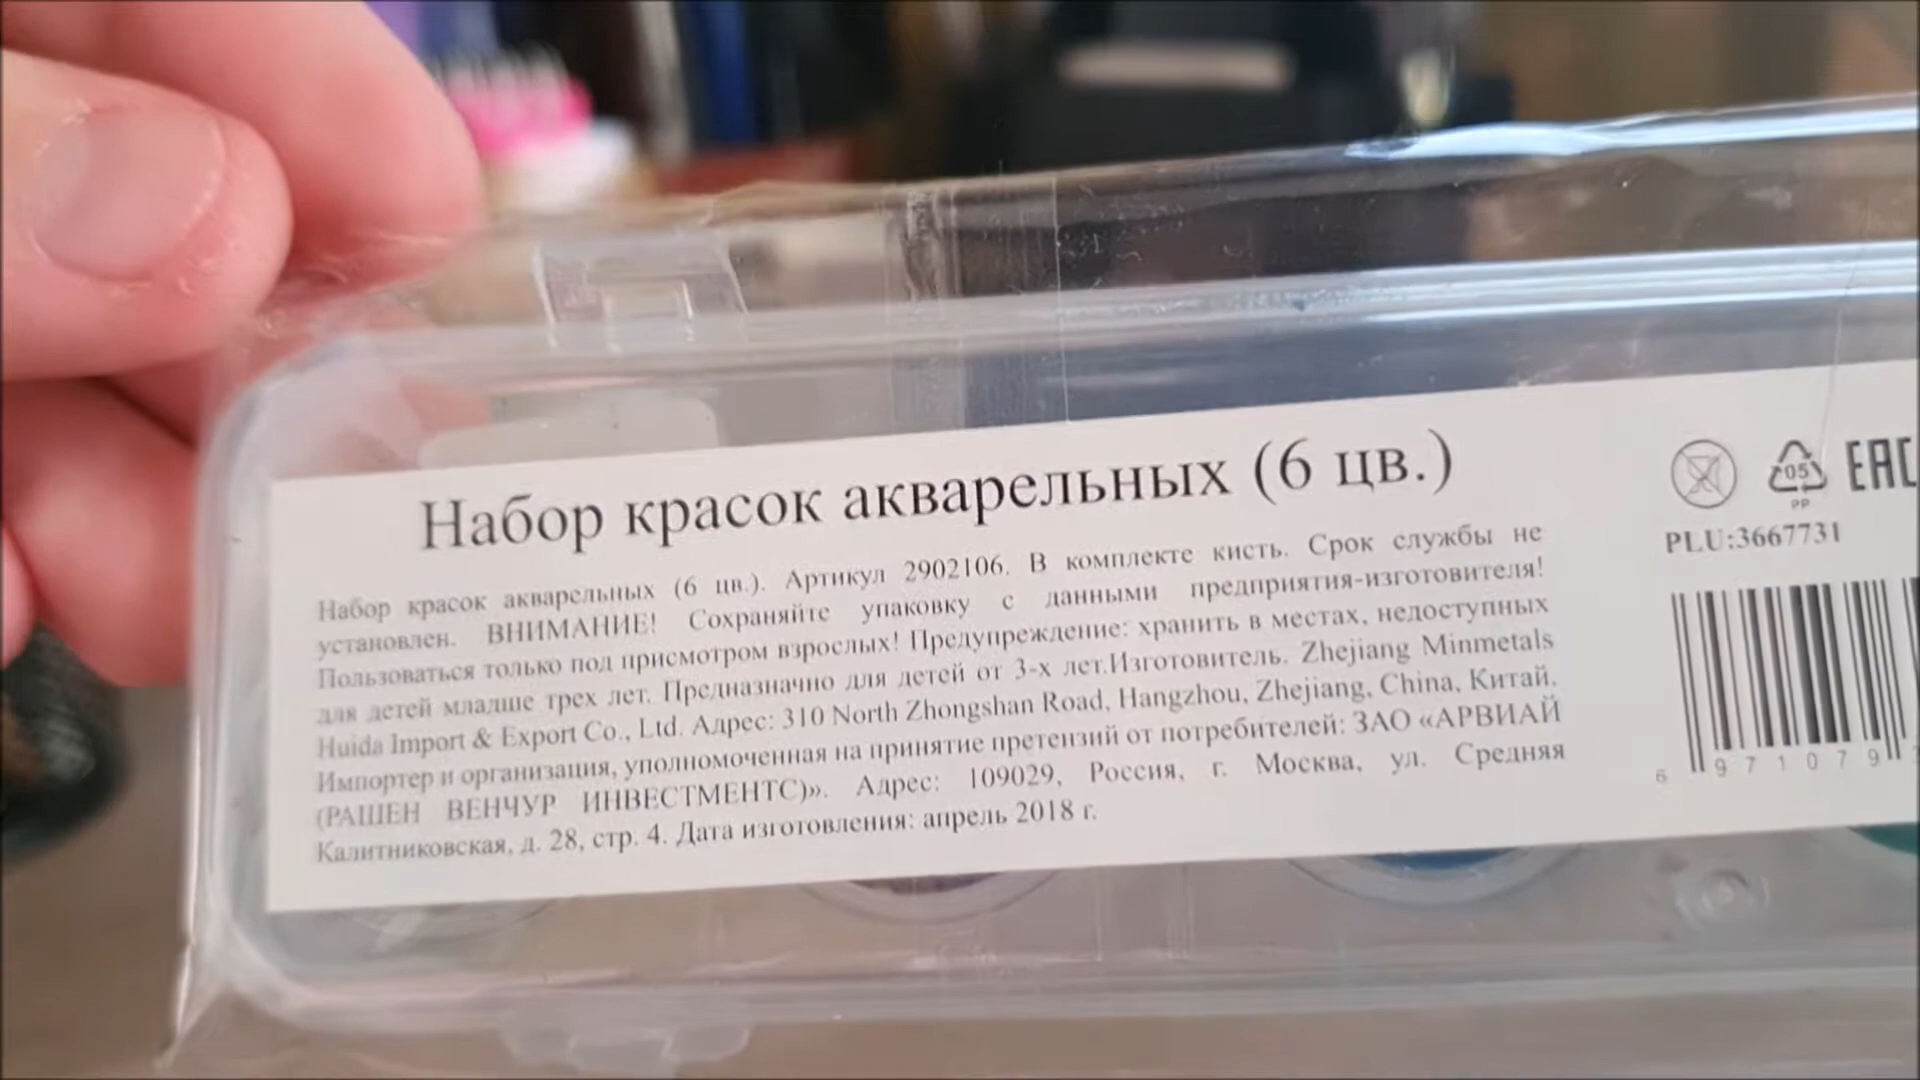 Набор красок акварельных (6 цв.)
Набор красок акварельных (6 цв.). Артикул 2902106. В комплекте кисть. Срок службы не
установлен. ВНИМАНИЕ! Сохраняйте упаковку с данными предприятия-изготовителя!
Пользоваться только под присмотром взрослых! Предупреждение: хранить в местах, недоступных
для детей младше трех лет. Предназначно для детей от 3-х лет.Изготовитель. Zhejiang Minmetals
Huida Import & Export Co., Ltd. Адрес: 310 North Zhongshan Road, Hangzhou, Zhejiang, China, Китай.
Импортер и организация, уполномоченная на принятие претензий от потребителей: ЗАО «АРВИАЙ
(РАШЕН ВЕНЧУР ИНВЕСТМЕНТС)». Адрес: 109029, Россия, г. Москва, ул. Средняя
Калитниковская, д. 28, стр. 4. Дата изготовления: апрель 2018 г.
05
PP
EAC
PLU:3667731
6 971079